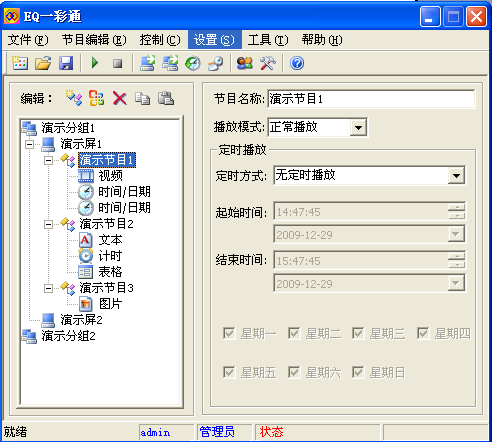 EQ一彩通
文件(F) 节目编辑(E) 控制(C) 设置(S) 工具(T) 帮助(H)
编辑：
演示分组1
演示屏1
演示节目1
视频
时间/日期
时间/日期
演示节目2
文本
计时
表格
演示节目3
图片
演示屏2
演示分组2
节目名称: 演示节目1
播放模式: 正常播放
定时播放
定时方式: 无定时播放
起始时间: 14:47:45
2009-12-29
结束时间: 15:47:45
2009-12-29
星期一 星期二 星期三 星期四
星期五 星期六 星期日
就绪 admin 管理员 状态